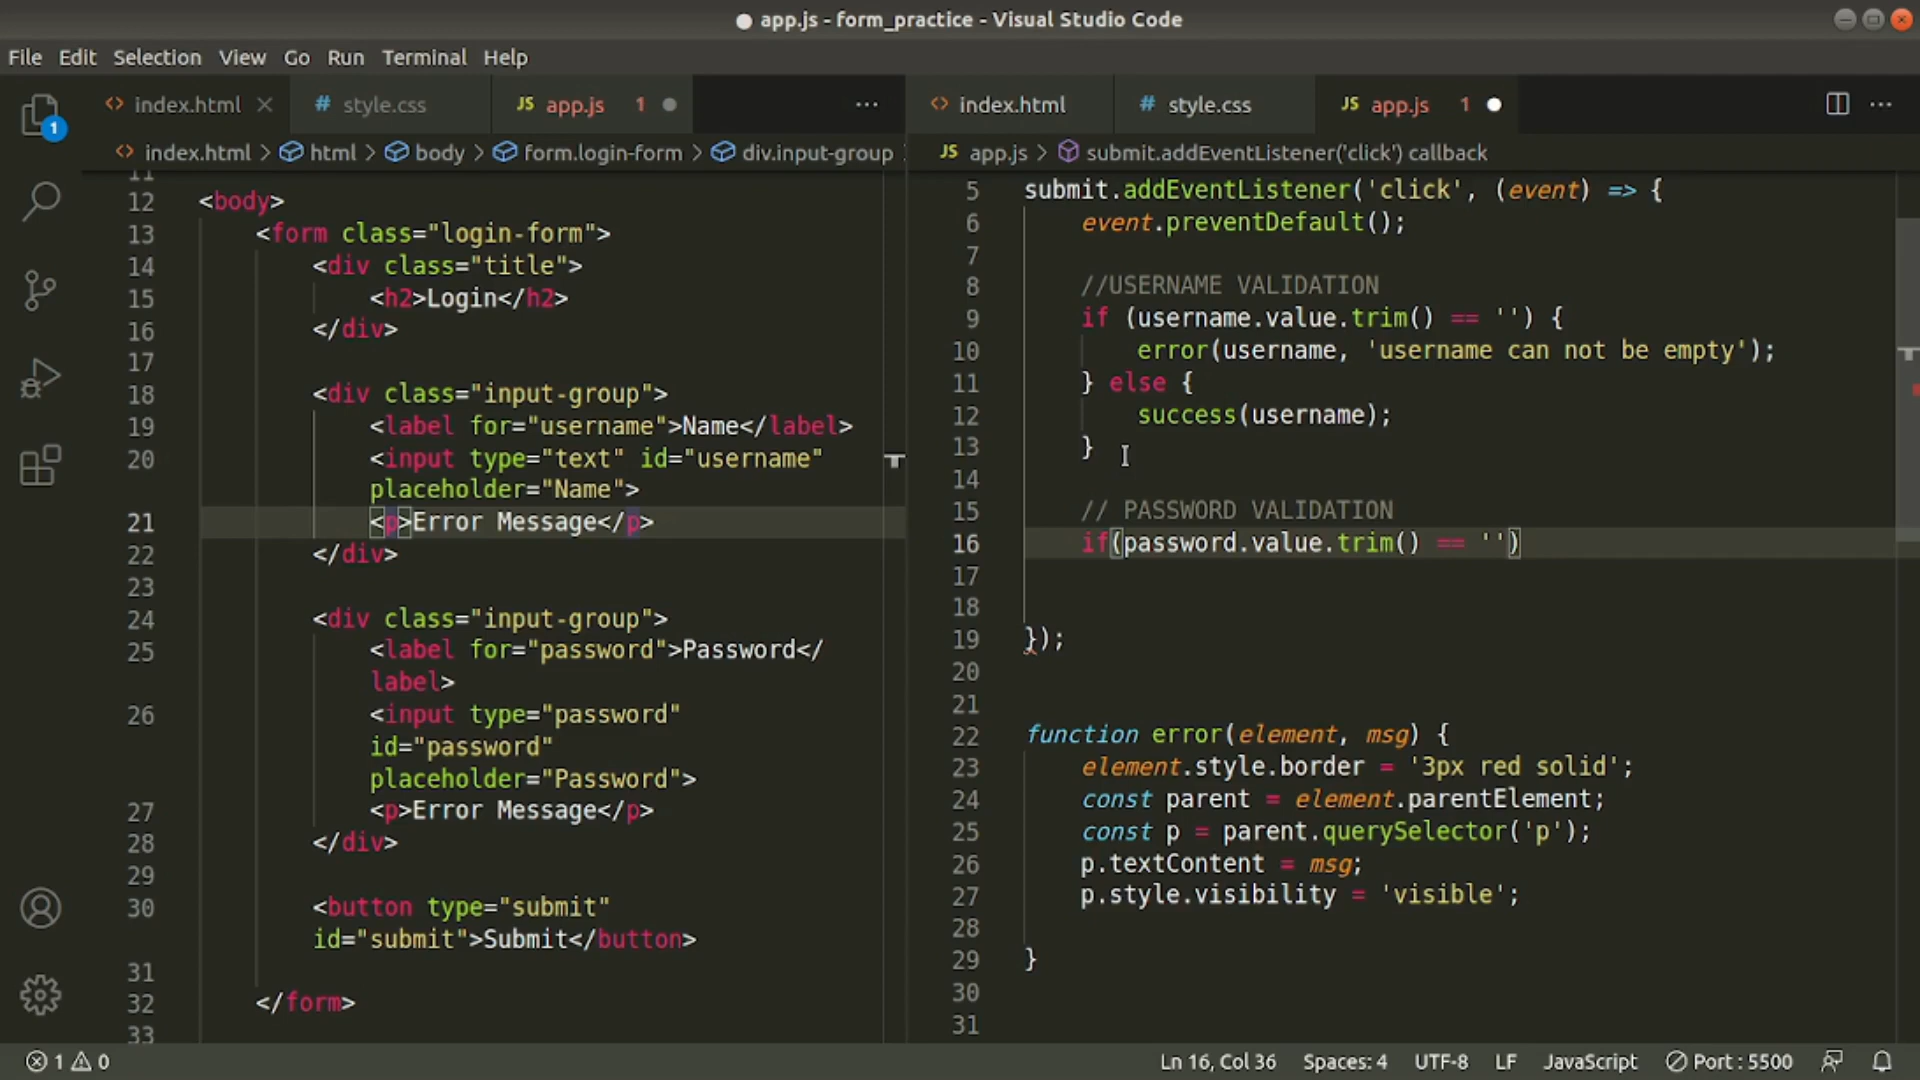 ● app.js - form_practice - Visual Studio Code
File Edit Selection View Go Run Terminal Help
1
<> index.html × # style.css JS app.js 1 ● ···
index.html > html > body > form.login-form > div.input-group
11
12 <body>
13 <form class="login-form">
14 <div class="title">
15 <h2>Login</h2>
16 </div>
17
18 <div class="input-group">
19 <label for="username">Name</label>
20 <input type="text" id="username"
placeholder="Name">
21 <p>Error Message</p>
22 </div>
23
24 <div class="input-group">
25 <label for="password">Password</
label>
26 <input type="password"
id="password"
placeholder="Password">
27 <p>Error Message</p>
28 </div>
29
30 <button type="submit"
id="submit">Submit</button>
31
32 </form>
33
<> index.html # style.css JS app.js 1 ● ···
JS app.js > submit.addEventListener('click') callback
5 submit.addEventListener('click', (event) => {
6 event.preventDefault();
7
8 //USERNAME VALIDATION
9 if (username.value.trim() == '') {
10 error(username, 'username can not be empty');
11 } else {
12 success(username);
13 }
14
15 // PASSWORD VALIDATION
16 if(password.value.trim() == '')
17
18
19 });
20
21
22 function error(element, msg) {
23 element.style.border = '3px red solid';
24 const parent = element.parentElement;
25 const p = parent.querySelector('p');
26 p.textContent = msg;
27 p.style.visibility = 'visible';
28
29 }
30
31
1 0 Ln 16, Col 36 Spaces: 4 UTF-8 LF JavaScript Port : 5500